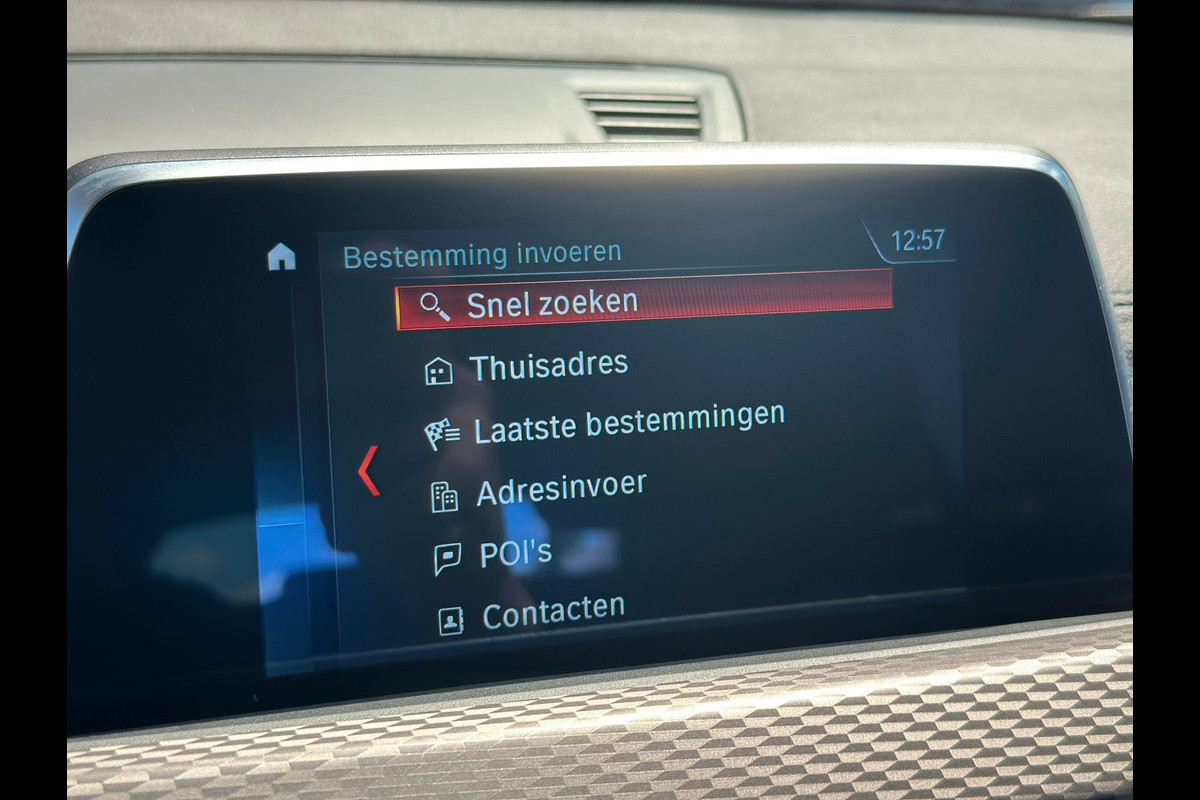 Bestemming invoeren
12:57
Snel zoeken
Thuisadres
Laatste bestemmingen
Adresinvoer
POI's
Contacten